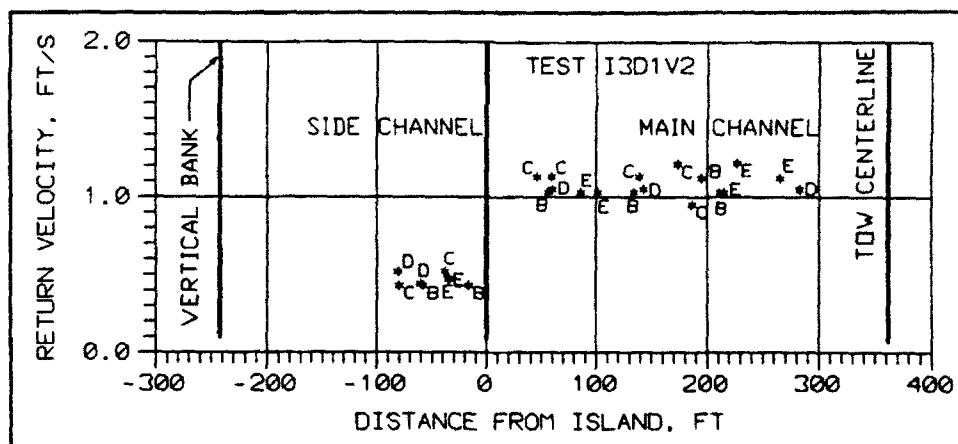 2.0
TEST I3D1V2
SIDE CHANNEL
MAIN CHANNEL
C C E C C B E E
D E D D
B E B C B
1.0
D D C
C B E E B
0.0
RETURN VELOCITY, FT/S
VERTICAL BANK
TOW CENTERLINE
-300 -200 -100 0 100 200 300 400
DISTANCE FROM ISLAND, FT